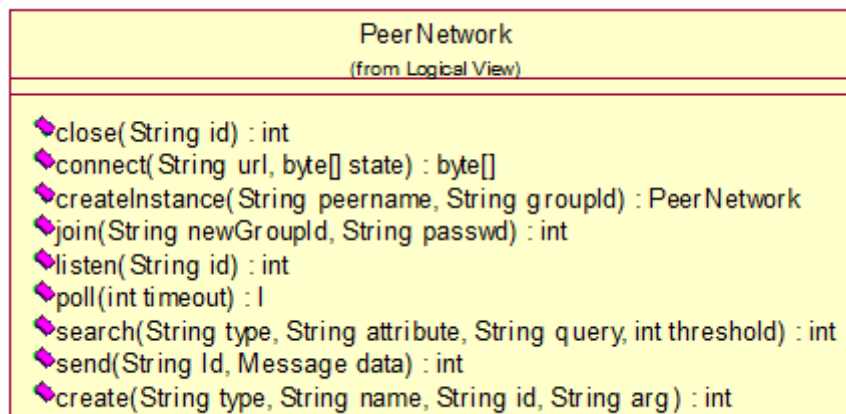 PeerNetwork
(from Logical View)
close(String id) : int
connect(String url, byte[] state) : byte[]
createInstance(String peername, String groupId) : PeerNetwork
join(String newGroupId, String passwd) : int
listen(String id) : int
poll(int timeout) : l
search(String type, String attribute, String query, int threshold) : int
send(String Id, Message data) : int
create(String type, String name, String id, String arg) : int